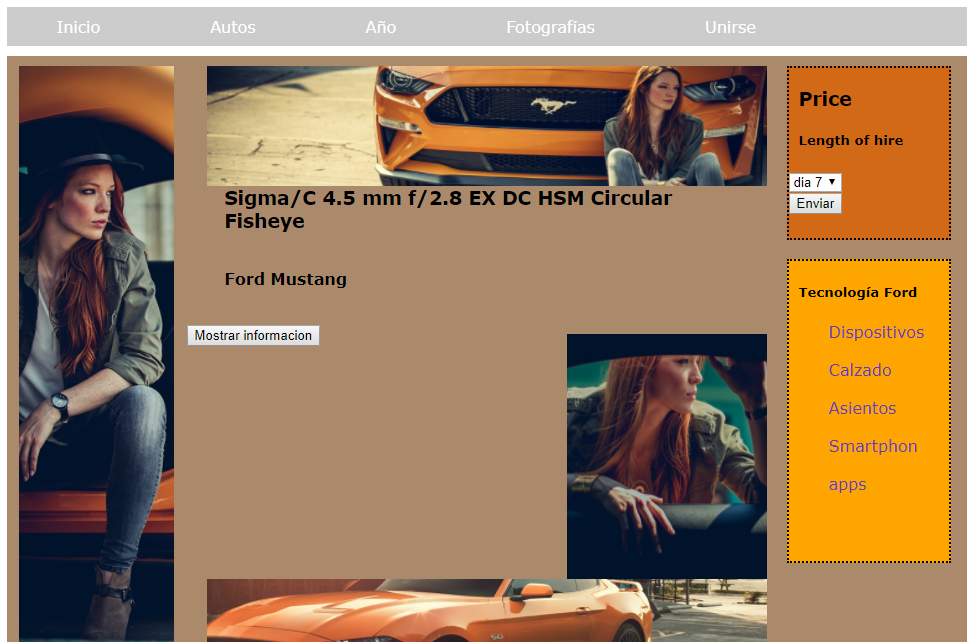 Inicio Autos Año Fotografías Unirse
Sigma/C 4.5 mm f/2.8 EX DC HSM Circular
Fisheye
Ford Mustang
Mostrar informacion
Price
Length of hire
dia 7
Enviar
Tecnología Ford
Dispositivos
Calzado
Asientos
Smartphon
apps